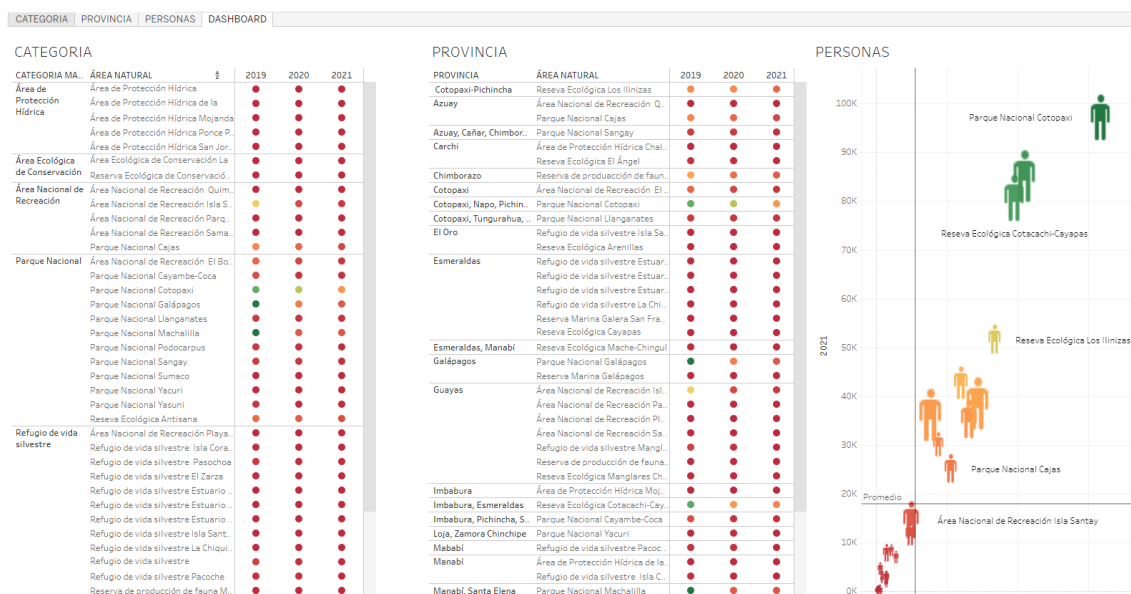 CATEGORIA PROVINCIA PERSONAS DASHBOARD
CATEGORIA
CATEGORIA MA.. ÁREA NATURAL 2019 2020 2021
Área de Protección Hídrica
Área de Protección Hídrica
Área de Protección Hídrica de la
Área de Protección Hídrica Mojanda
Área de Protección Hídrica Ponce P..
Área de Protección Hídrica San Jor..
Área Ecológica de Conservación
Área Ecológica de Conservación La
Reserva Ecológica de Conservació..
Área Nacional de Recreación
Área Nacional de Recreación Quim..
Área Nacional de Recreación Isla S..
Área Nacional de Recreación Parq..
Área Nacional de Recreación Sama..
Parque Nacional Cajas
Parque Nacional
Área Nacional de Recreación El Bo..
Parque Nacional Cayambe-Coca
Parque Nacional Cotopaxi
Parque Nacional Galápagos
Parque Nacional Llanganates
Parque Nacional Machalilla
Parque Nacional Podocarpus
Parque Nacional Sangay
Parque Nacional Sumaco
Parque Nacional Yacuri
Parque Nacional Yasuni
Reseva Ecológica Antisana
Refugio de vida silvestre
Área Nacional de Recreación Playa..
Refugio de vida silvestre Isla Cora..
Refugio de vida silvestre Pasochoa
Refugio de vida silvestre El Zarza
Refugio de vida silvestre Estuario ..
Refugio de vida silvestre Estuario ..
Refugio de vida silvestre Estuario ..
Refugio de vida silvestre Isla Sant..
Refugio de vida silvestre La Chiqui..
Refugio de vida silvestre
Refugio de vida silvestre Pacoche
Reserva de producción de fauna M..
PROVINCIA
PROVINCIA ÁREA NATURAL 2019 2020 2021
Cotopaxi-Pichincha Reseva Ecológica Los Ilinizas
Azuay Área Nacional de Recreación Q..
Parque Nacional Cajas
Azuay, Cañar, Chimbor.. Parque Nacional Sangay
Carchi Área de Protección Hídrica Chal..
Reseva Ecológica El Ángel
Chimborazo Reserva de produacción de faun..
Cotopaxi Área Nacional de Recreación El ..
Cotopaxi, Napo, Pichin.. Parque Nacional Cotopaxi
Cotopaxi, Tungurahua, .. Parque Nacional Llanganates
El Oro Refugio de vida silvestre Isla Sa..
Reseva Ecológica Arenillas
Esmeraldas Refugio de vida silvestre Estuar..
Refugio de vida silvestre Estuar..
Refugio de vida silvestre Estuar..
Refugio de vida silvestre La Chi..
Reserva Marina Galera San Fra..
Reseva Ecológica Cayapas
Esmeraldas, Manabí Reseva Ecológica Mache-Chingul
Galápagos Parque Nacional Galápagos
Reserva Marina Galápagos
Guayas Área Nacional de Recreación Isl..
Área Nacional de Recreación Pa..
Área Nacional de Recreación Pl..
Área Nacional de Recreación Sa..
Refugio de vida silvestre Mangl..
Reserva de producción de fauna..
Reseva Ecológica Manglares Ch..
Imbabura Área de Protección Hídrica Moj..
Imbabura, Esmeraldas Reseva Ecológica Cotacachi-Cay..
Imbabura, Pichincha, S.. Parque Nacional Cayambe-Coca
Loja, Zamora Chinchipe Parque Nacional Yacuri
Mababí Refugio de vida silvestre Pacoc..
Manabí Área de Protección Hídrica de la..
Refugio de vida silvestre Isla C..
Manabí, Santa Elena Parque Nacional Machalilla
PERSONAS
100K
Parque Nacional Cotopaxi
90K
80K
Reseva Ecológica Cotacachi-Cayapas
70K
60K
2021
50K
Reseva Ecológica Los Ilinizas
40K
30K
Parque Nacional Cajas
20K
Promedio
Área Nacional de Recreación Isla Santay
10K
0K